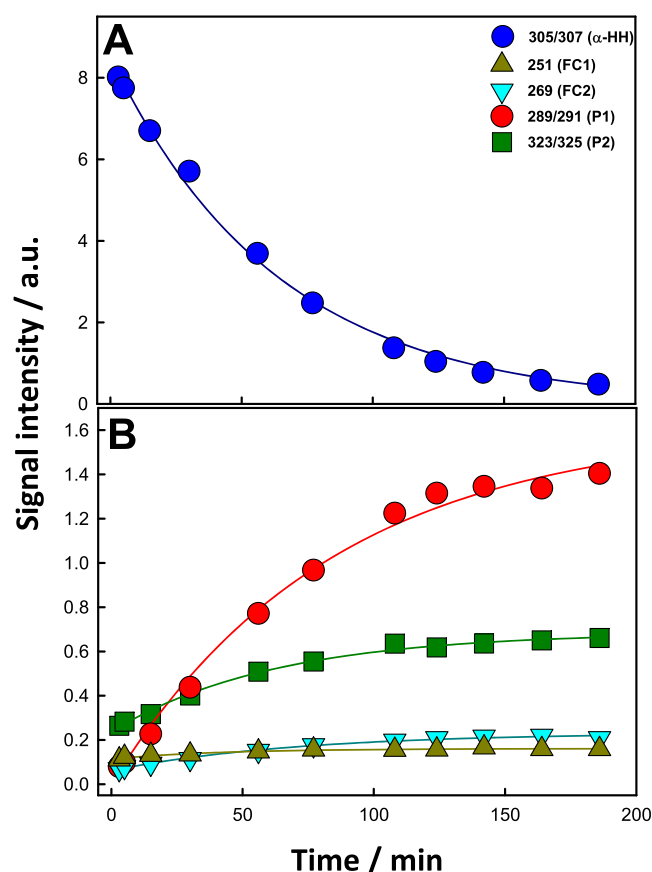 A
305/307 (α-HH)
251 (FC1)
269 (FC2)
289/291 (P1)
323/325 (P2)
8
6
4
2
0
Signal intensity / a.u.
B
1.6
1.4
1.2
1.0
0.8
0.6
0.4
0.2
0.0
0 50 100 150 200
Time / min